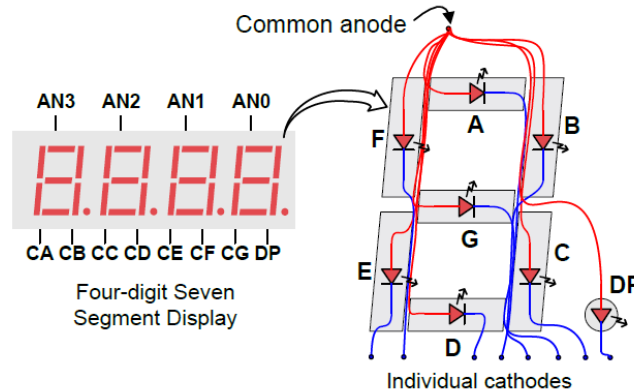 Common anode
AN3 AN2 AN1 AN0
A
F
B
G
E
C
DP
D
CA CB CC CD CE CF CG DP
Four-digit Seven
Segment Display
Individual cathodes